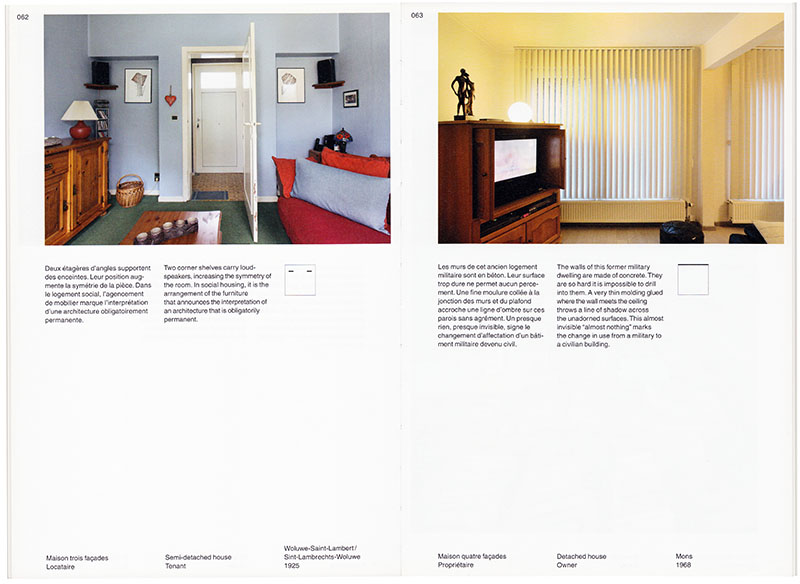 062
Deux étagères d'angles supportent
des enceintes. Leur position aug-
mente la symétrie de la pièce. Dans
le logement social, l'agencement
de mobilier marque l'interprétation
d'une architecture obligatoirement
permanente.
Two corner shelves carry loud-
speakers, increasing the symmetry of
the room. In social housing, it is the
arrangement of the furniture
that announces the interpretation of
an architecture that is obligatorily
permanent.
Maison trois façades
Locataire
Semi-detached house
Tenant
Woluwe-Saint-Lambert/
Sint-Lambrechts-Woluwe
1925
063
Les murs de cet ancien logement
militaire sont en béton. Leur surface
trop dure ne permet aucun perce-
ment. Une fine moulure collée à la
jonction des murs et du plafond
accroche une ligne d'ombre sur ces
parois sans agrément. Un presque
rien, presque invisible, signe le
changement d'affectation d'un bâti-
ment militaire devenu civil.
The walls of this former military
dwelling are made of concrete. They
are so hard it is impossible to drill
into them. A very thin molding glued
where the wall meets the ceiling
throws a line of shadow across
the unadorned surfaces. This almost
invisible “almost nothing” marks
the change in use from a military to
a civilian building.
Maison quatre façades
Propriétaire
Detached house
Owner
Mons
1968